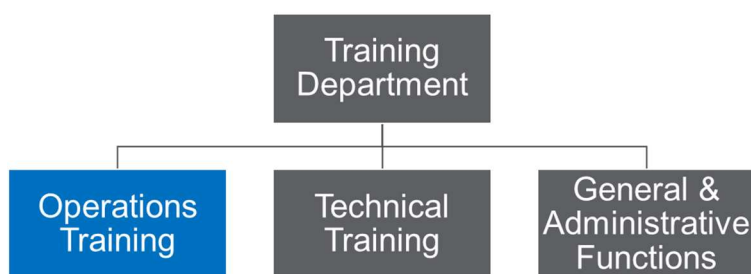 Training
Department
Operations
Training
Technical
Training
General &
Administrative
Functions